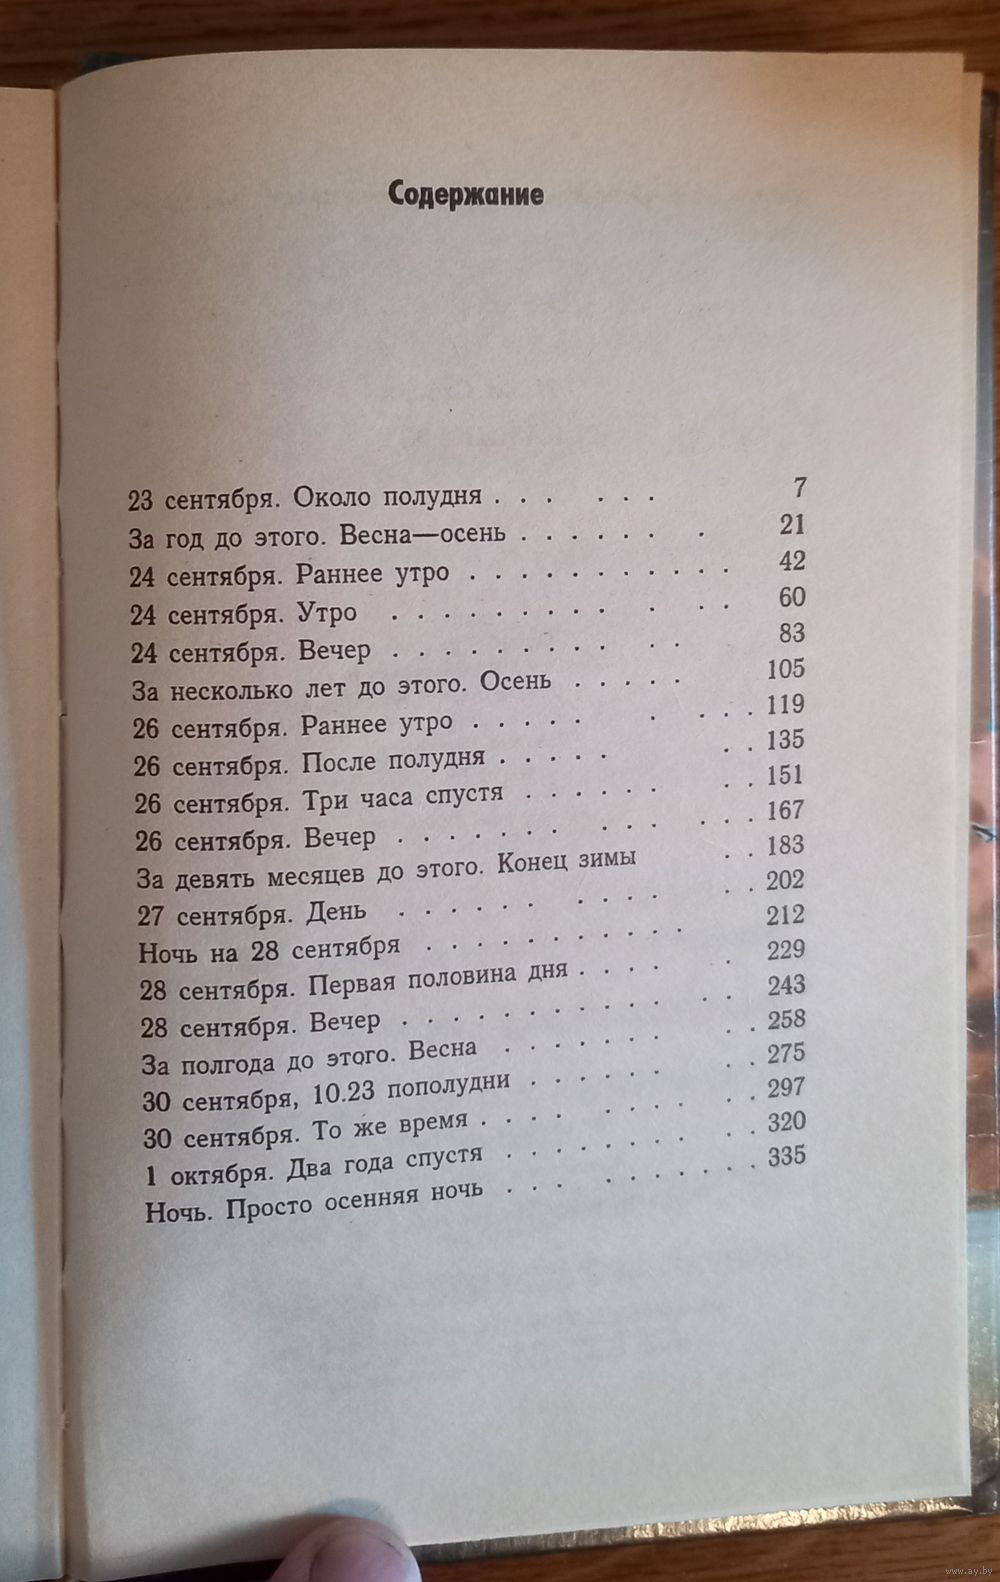 Содержание
23 сентября. Около полудня . . . . . . 7
За год до этого. Весна—осень . . . . . . . 21
24 сентября. Раннее утро . . . . . . . . . . . 42
24 сентября. Утро . . . . . . . . . . . . 60
24 сентября. Вечер . . . . . . . . . . . 83
За несколько лет до этого. Осень . . . . . 105
26 сентября. Раннее утро . . . . . . . . . 119
26 сентября. После полудня . . . . . . . 135
26 сентября. Три часа спустя . . . . . . . . 151
26 сентября. Вечер . . . . . . . . . . . . . 167
За девять месяцев до этого. Конец зимы . . 183
27 сентября. День . . . . . . . . . . . . 202
Ночь на 28 сентября . . . . . . . . . . . 212
28 сентября. Первая половина дня . . . . . 229
28 сентября. Вечер . . . . . . . . . . . . . 243
За полгода до этого. Весна . . . . . . . . . 258
30 сентября, 10.23 пополудни . . . . . . . . 275
30 сентября. То же время . . . . . . . . . . 297
1 октября. Два года спустя . . . . . . . . . . 320
Ночь. Просто осенняя ночь . . . . . . . . . 335
www.ay.by